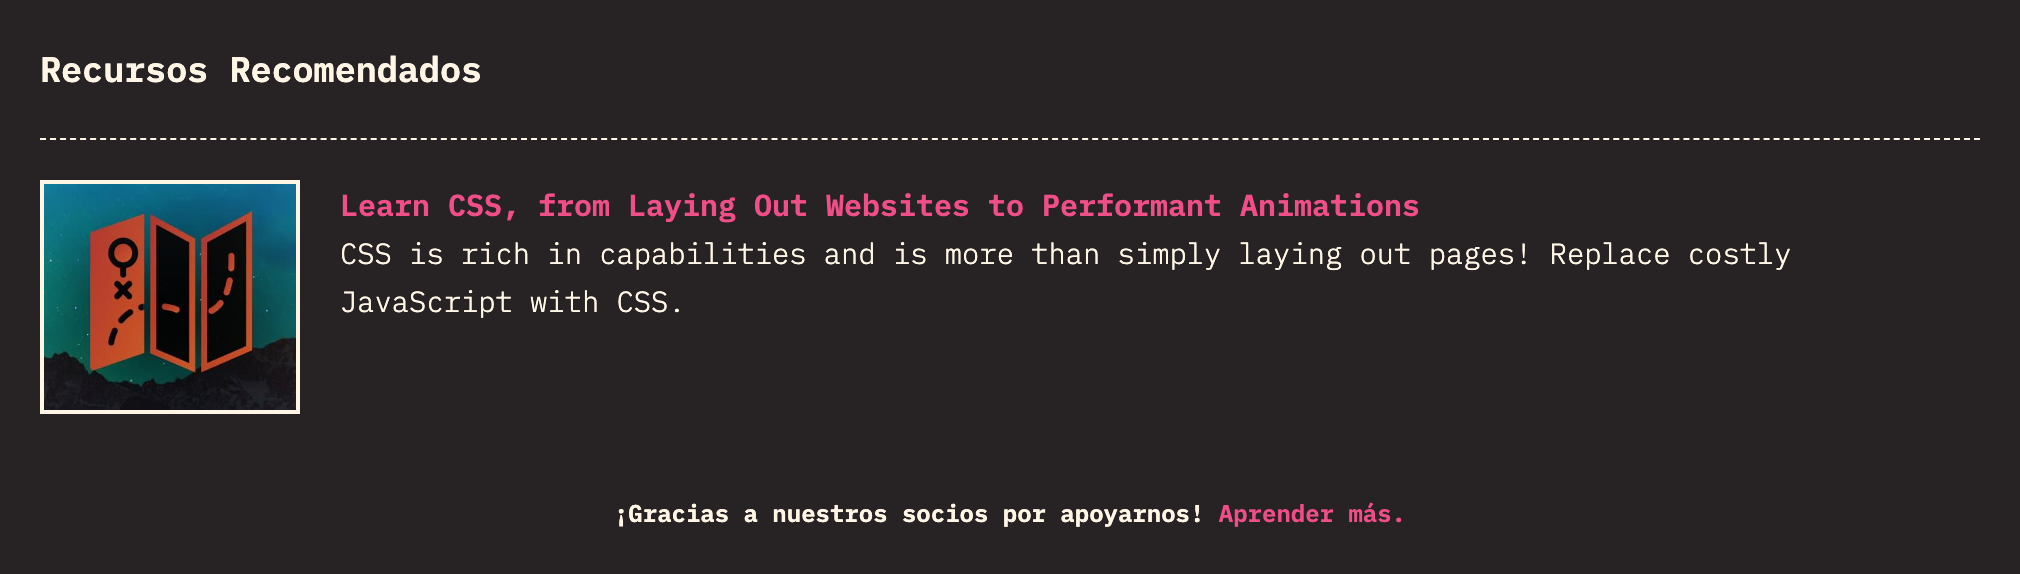 Recursos Recomendados
Learn CSS, from Laying Out Websites to Performant Animations
CSS is rich in capabilities and is more than simply laying out pages! Replace costly
JavaScript with CSS.
¡Gracias a nuestros socios por apoyarnos! Aprender más.